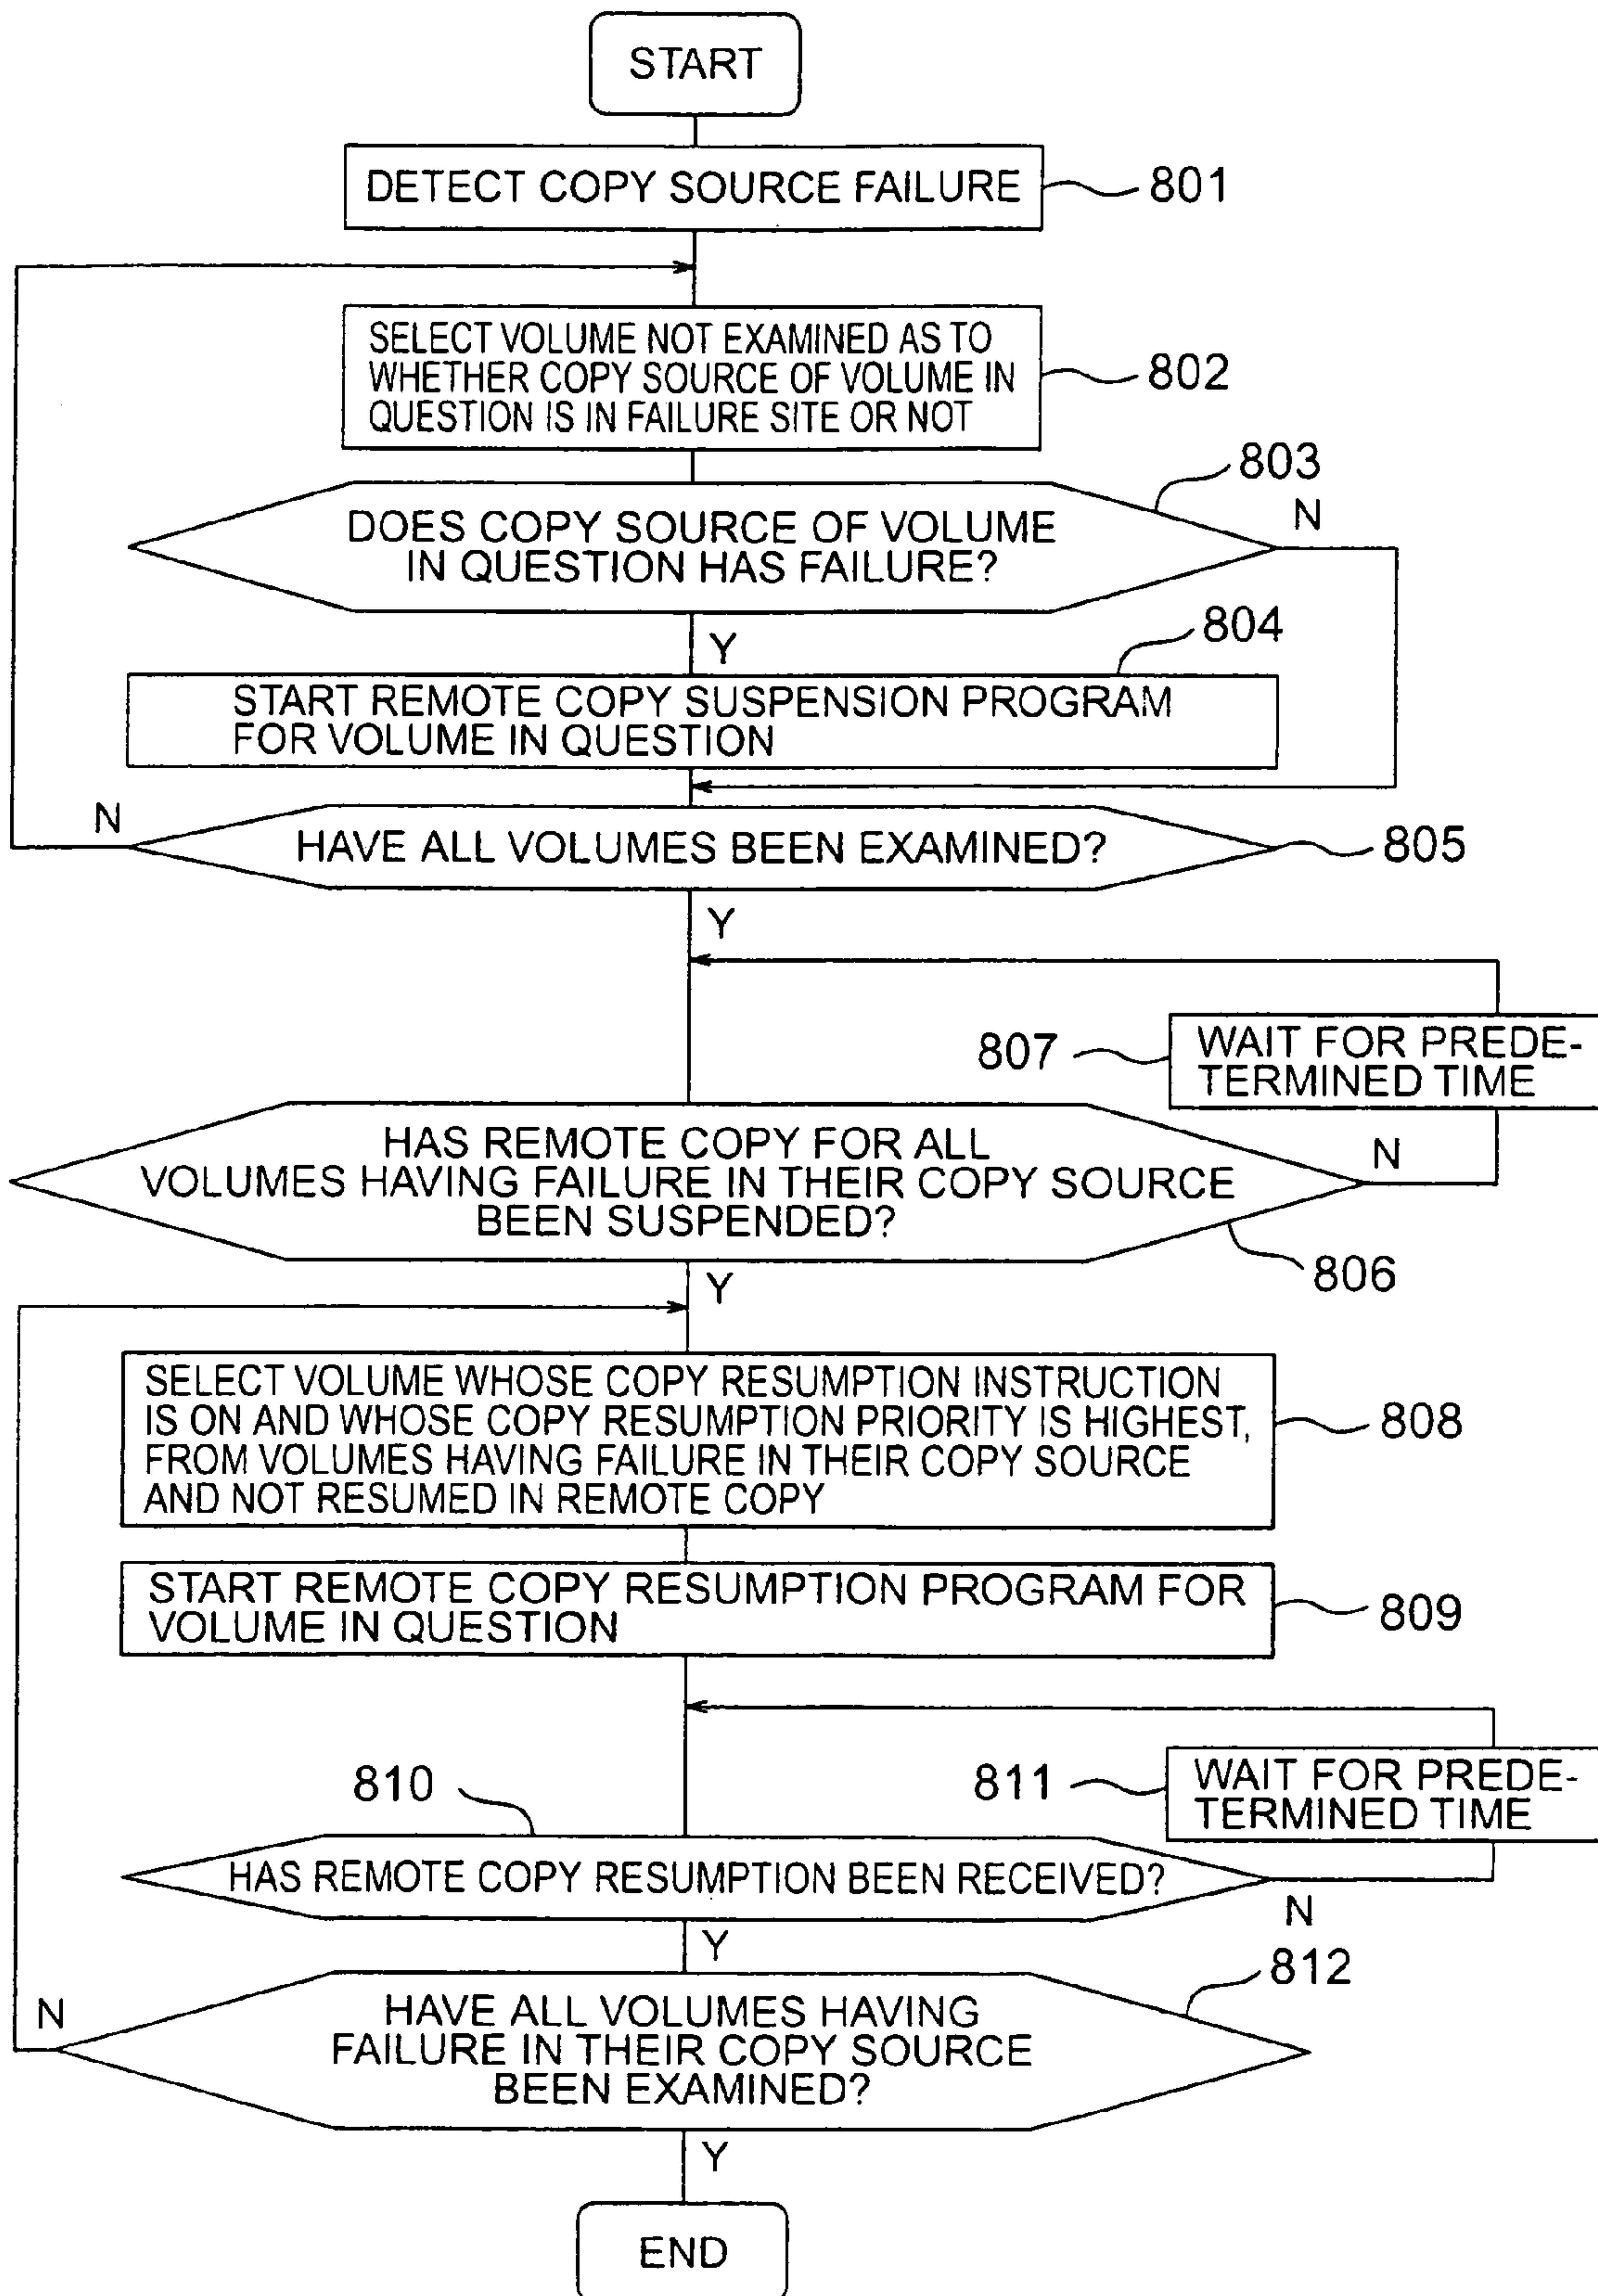 START
DETECT COPY SOURCE FAILURE
801
SELECT VOLUME NOT EXAMINED AS TO
WHETHER COPY SOURCE OF VOLUME IN
QUESTION IS IN FAILURE SITE OR NOT
802
803
DOES COPY SOURCE OF VOLUME
IN QUESTION HAS FAILURE?
N
Y
804
START REMOTE COPY SUSPENSION PROGRAM
FOR VOLUME IN QUESTION
N
HAVE ALL VOLUMES BEEN EXAMINED?
805
Y
807
WAIT FOR PREDE-
TERMINED TIME
HAS REMOTE COPY FOR ALL
VOLUMES HAVING FAILURE IN THEIR COPY SOURCE
BEEN SUSPENDED?
N
806
Y
SELECT VOLUME WHOSE COPY RESUMPTION INSTRUCTION
IS ON AND WHOSE COPY RESUMPTION PRIORITY IS HIGHEST,
FROM VOLUMES HAVING FAILURE IN THEIR COPY SOURCE
AND NOT RESUMED IN REMOTE COPY
808
START REMOTE COPY RESUMPTION PROGRAM FOR
VOLUME IN QUESTION
809
810
811
WAIT FOR PREDE-
TERMINED TIME
HAS REMOTE COPY RESUMPTION BEEN RECEIVED?
N
Y
812
N
HAVE ALL VOLUMES HAVING
FAILURE IN THEIR COPY SOURCE
BEEN EXAMINED?
Y
END